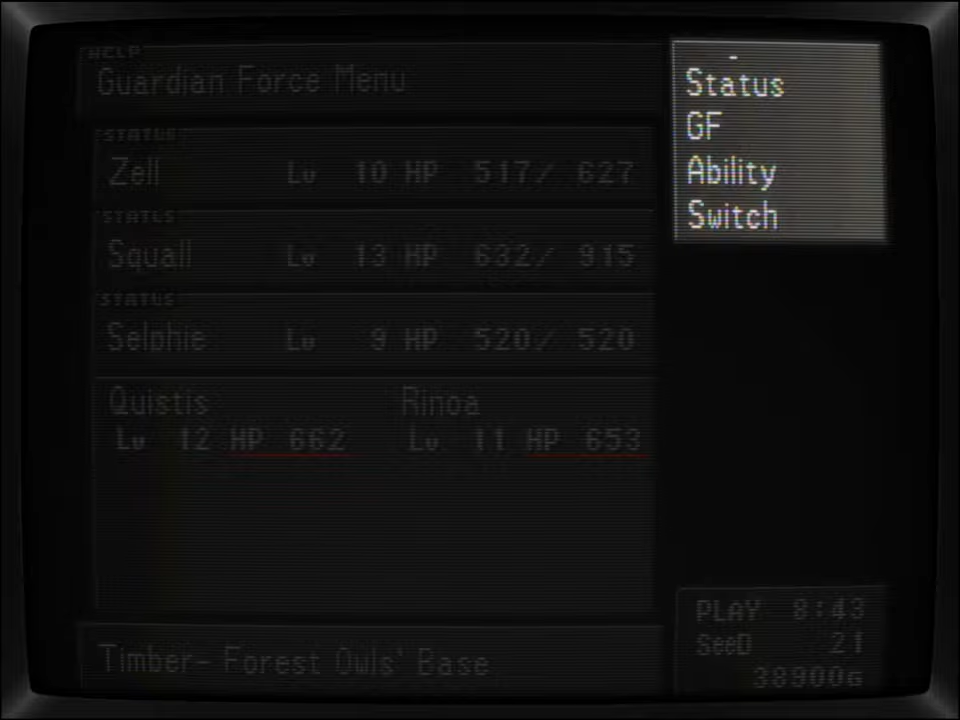 HELP
Guardian Force Menu
Status
GF
Ability
Switch
STATUS
Zell Lv 10 HP 517/ 627
STATUS
Squall Lv 13 HP 632/ 915
STATUS
Selphie Lv 9 HP 520/ 520
Quistis Rinoa
Lv 12 HP 662 Lv 11 HP 653
PLAY 8:43
SeeD 21
38900G
Timber- Forest Owls' Base